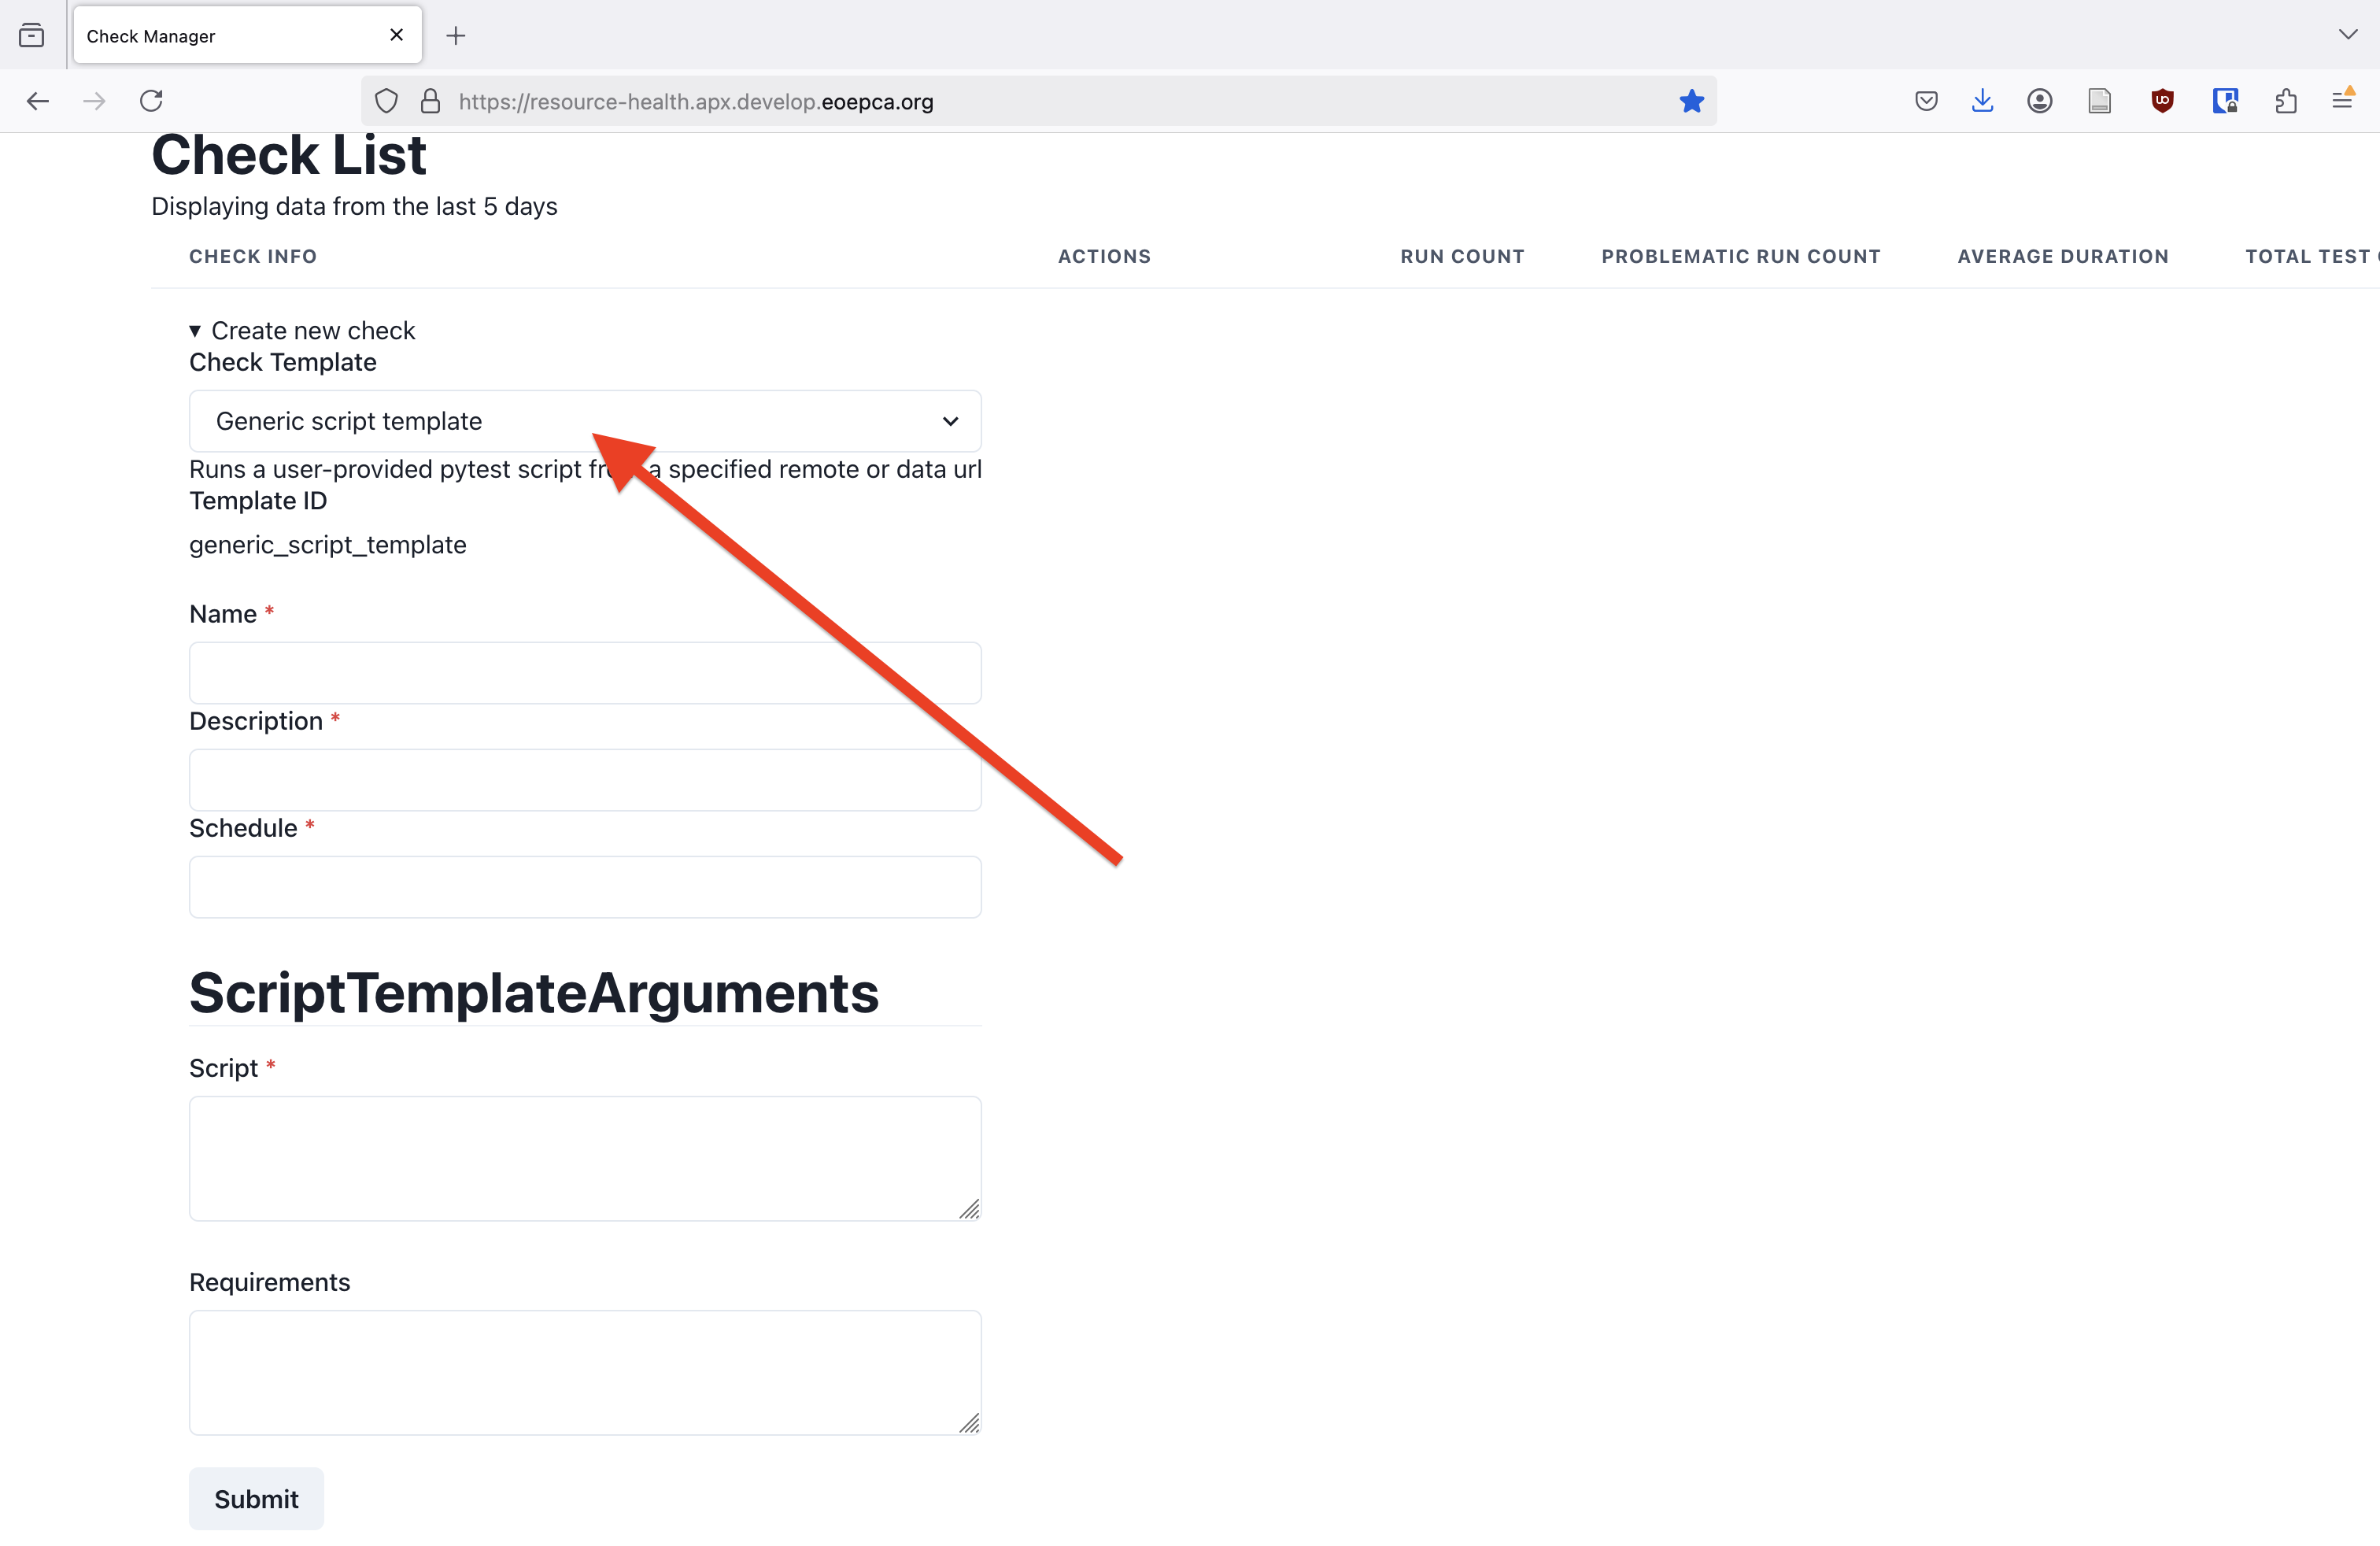 Check Manager
https://resource-health.apx.develop.eoepca.org
Check List
Displaying data from the last 5 days
CHECK INFO ACTIONS RUN COUNT PROBLEMATIC RUN COUNT AVERAGE DURATION TOTAL TEST
Create new check
Check Template
Generic script template
Runs a user-provided pytest script a specified remote or data url
Template ID
generic_script_template
Name *
Description *
Schedule *
ScriptTemplateArguments
Script *
Requirements
Submit